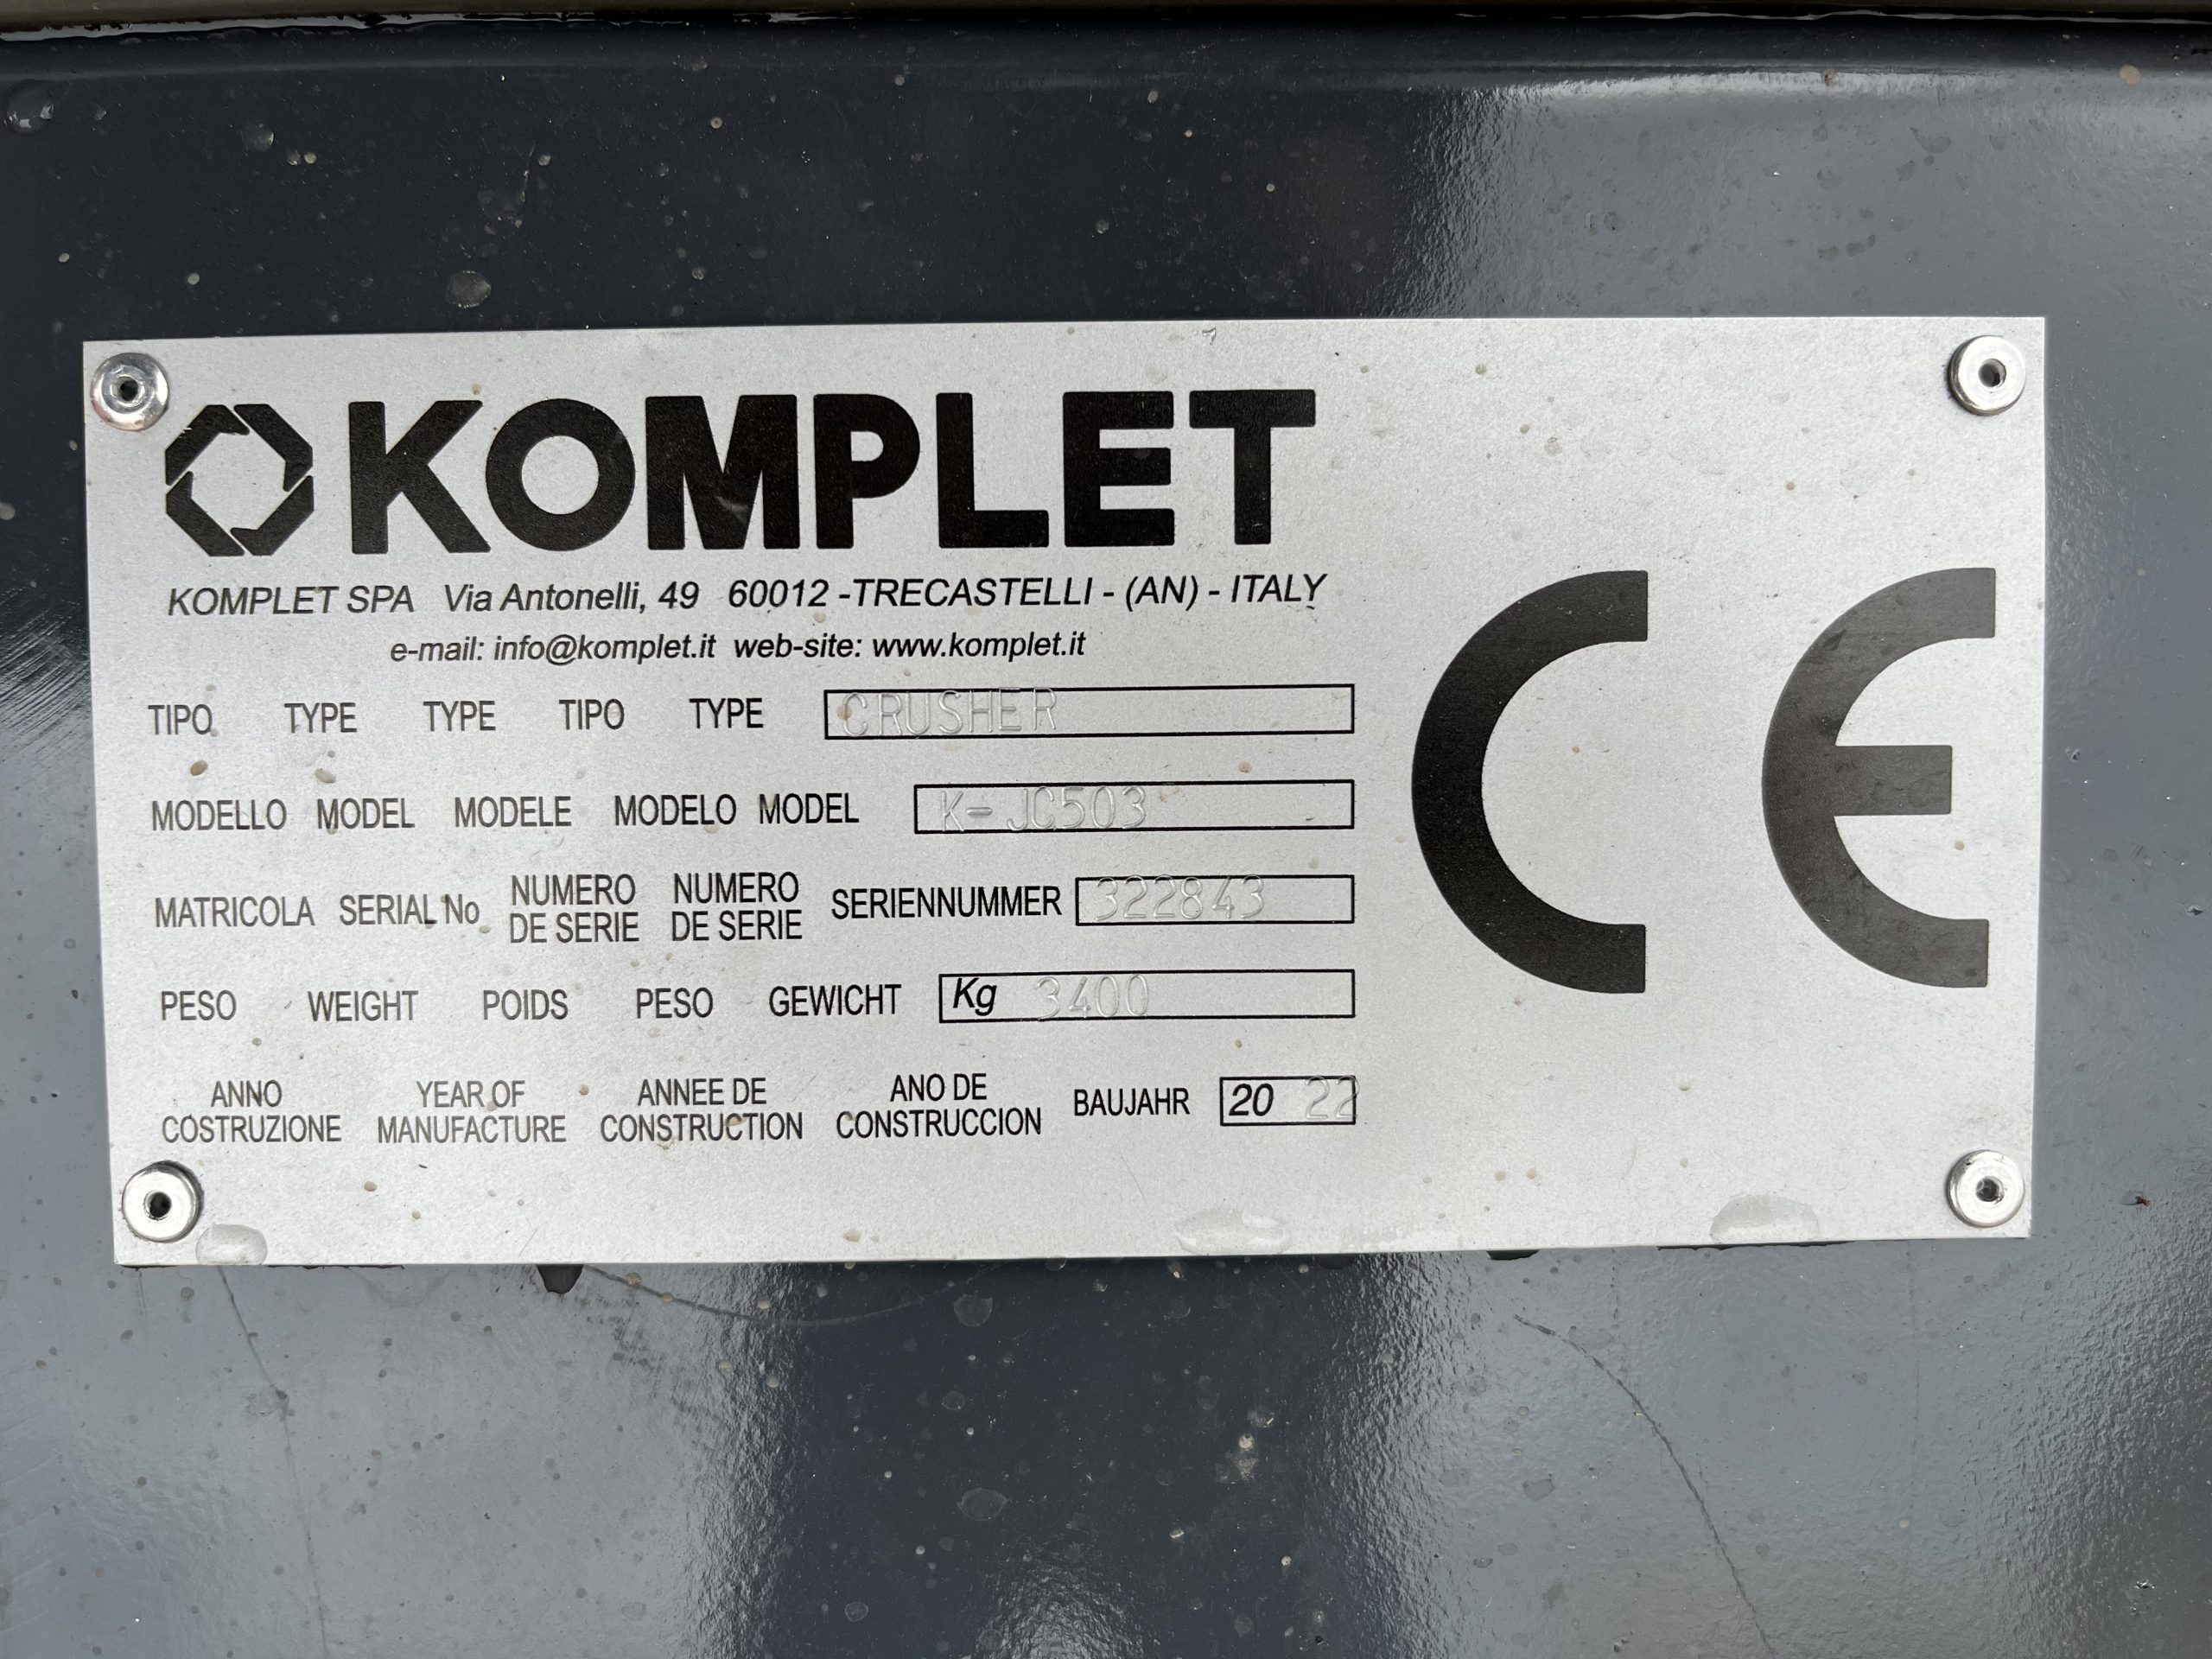 KOMPLET
KOMPLET SPA Via Antonelli, 49 60012 -TRECASTELLI - (AN) - ITALY
e-mail: info@komplet.it web-site: www.komplet.it
TIPO TYPE TYPE TIPO TYPE CRUSHER
MODELLO MODEL MODELE MODELO MODEL K-JC503
MATRICOLA SERIAL No NUMERO DE SERIE NUMERO DE SERIE SERIENNUMMER 322843
PESO WEIGHT POIDS PESO GEWICHT Kg 3400
ANNO COSTRUZIONE YEAR OF MANUFACTURE ANNEE DE CONSTRUCTION ANO DE CONSTRUCCION BAUJAHR 20 22
CE